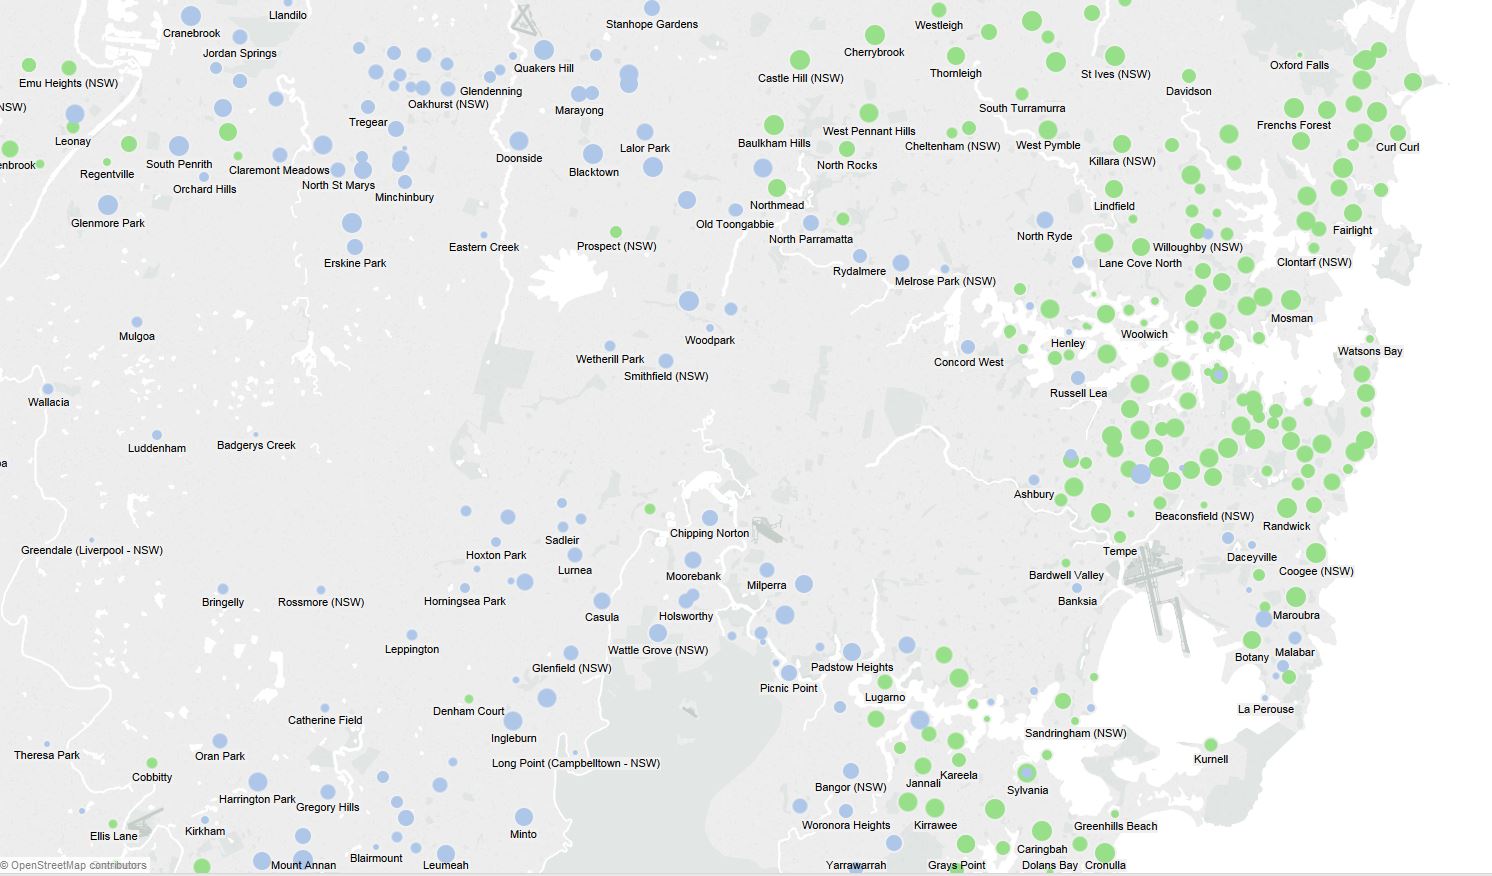 Llandilo
Cranebrook
Stanhope Gardens
Westleigh
Jordan Springs
Cherrybrook
Quakers Hill
Castle Hill (NSW)
Thornleigh
St Ives (NSW)
Oxford Falls
Emu Heights (NSW)
Glendenning
Davidson
NSW)
Oakhurst (NSW)
Marayong
South Turramurra
Tregear
Frenchs Forest
West Pennant Hills
Leonay
Baulkham Hills
Cheltenham (NSW)
West Pymble
Curl Curl
Lalor Park
Doonside
enbrook
South Penrith
Killara (NSW)
North Rocks
Regentville
Claremont Meadows
Blacktown
Orchard Hills
North St Marys
Minchinbury
Northmead
Lindfield
Glenmore Park
Old Toongabbie
Fairlight
North Parramatta
North Ryde
Eastern Creek
Prospect (NSW)
Willoughby (NSW)
Erskine Park
Lane Cove North
Clontarf (NSW)
Rydalmere
Melrose Park (NSW)
Mosman
Mulgoa
Woodpark
Henley
Woolwich
Watsons Bay
Wetherill Park
Concord West
Smithfield (NSW)
Russell Lea
Wallacia
Luddenham
Badgerys Creek
pa
Ashbury
Beaconsfield (NSW)
Randwick
Chipping Norton
Sadleir
Greendale (Liverpool - NSW)
Hoxton Park
Tempe
Daceyville
Lurnea
Coogee (NSW)
Moorebank
Milperra
Bardwell Valley
Bringelly
Rossmore (NSW)
Horningsea Park
Banksia
Casula
Holsworthy
Maroubra
Leppington
Wattle Grove (NSW)
Malabar
Botany
Glenfield (NSW)
Padstow Heights
Picnic Point
Lugarno
Denham Court
La Perouse
Catherine Field
Ingleburn
Sandringham (NSW)
Theresa Park
Oran Park
Long Point (Campbelltown - NSW)
Kurnell
Cobbitty
Kareela
Bangor (NSW)
Jannali
Sylvania
Harrington Park
Gregory Hills
Woronora Heights
Kirrawee
Greenhills Beach
Ellis Lane
Kirkham
Minto
Caringbah
Blairmount
© OpenStreetMap contributors
Mount Annan
Leumeah
Yarrawarrah
Grays Point
Dolans Bay
Cronulla